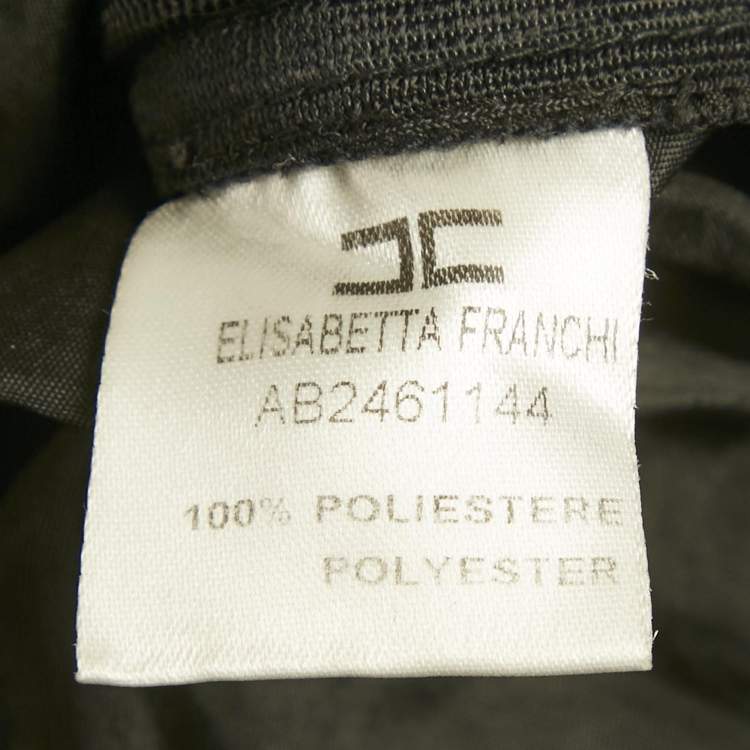 ELISABETTA FRANCHI
AB2461144
100% POLIESTERE
POLYESTER